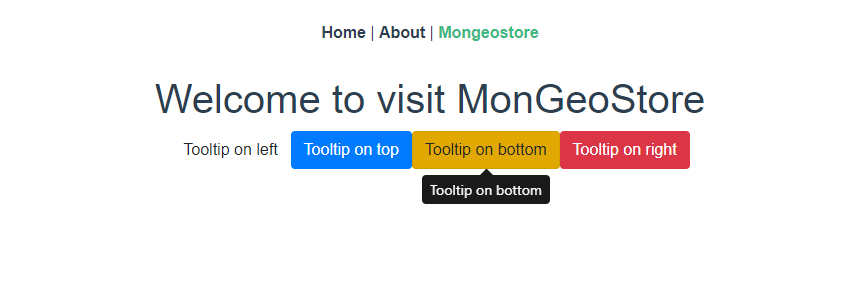 Home | About | Mongeostore
Welcome to visit MonGeoStore
Tooltip on left Tooltip on top Tooltip on bottom Tooltip on right
Tooltip on bottom